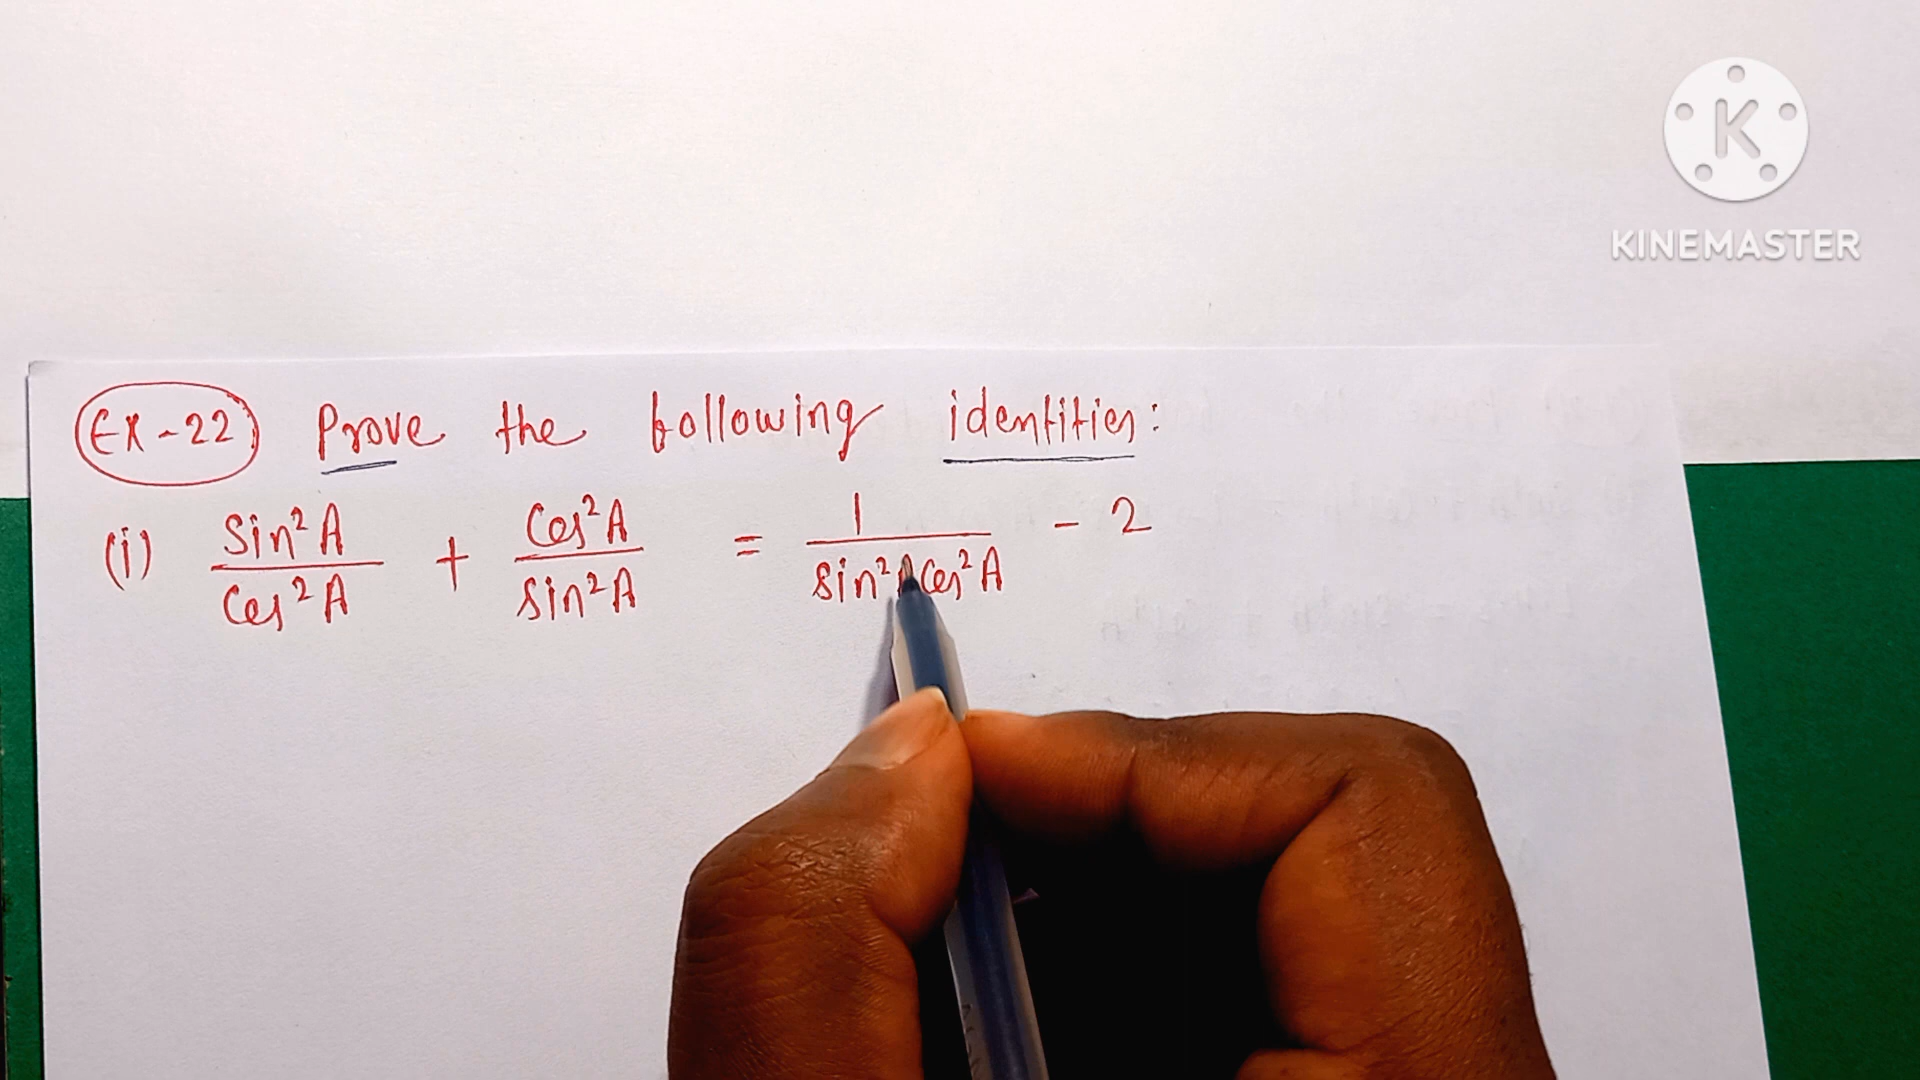 K
KINEMASTER
Ex-22 Prove the following identities:
(i) Sin²A/Cos²A + Cos²A/Sin²A = 1/Sin²A Cos²A - 2